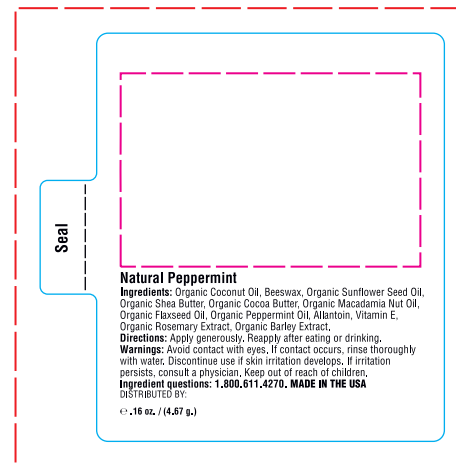 Seal
Natural Peppermint
Ingredients: Organic Coconut Oil, Beeswax, Organic Sunflower Seed Oil,
Organic Shea Butter, Organic Cocoa Butter, Organic Macadamia Nut Oil,
Organic Flaxseed Oil, Organic Peppermint Oil, Allantoin, Vitamin E,
Organic Rosemary Extract, Organic Barley Extract.
Directions: Apply generously. Reapply after eating or drinking.
Warnings: Avoid contact with eyes. If contact occurs, rinse thoroughly
with water. Discontinue use if skin irritation develops. If irritation
persists, consult a physician. Keep out of reach of children.
Ingredient questions: 1.800.611.4270. MADE IN THE USA
DISTRIBUTED BY:
℮ .16 oz. / (4.67 g.)